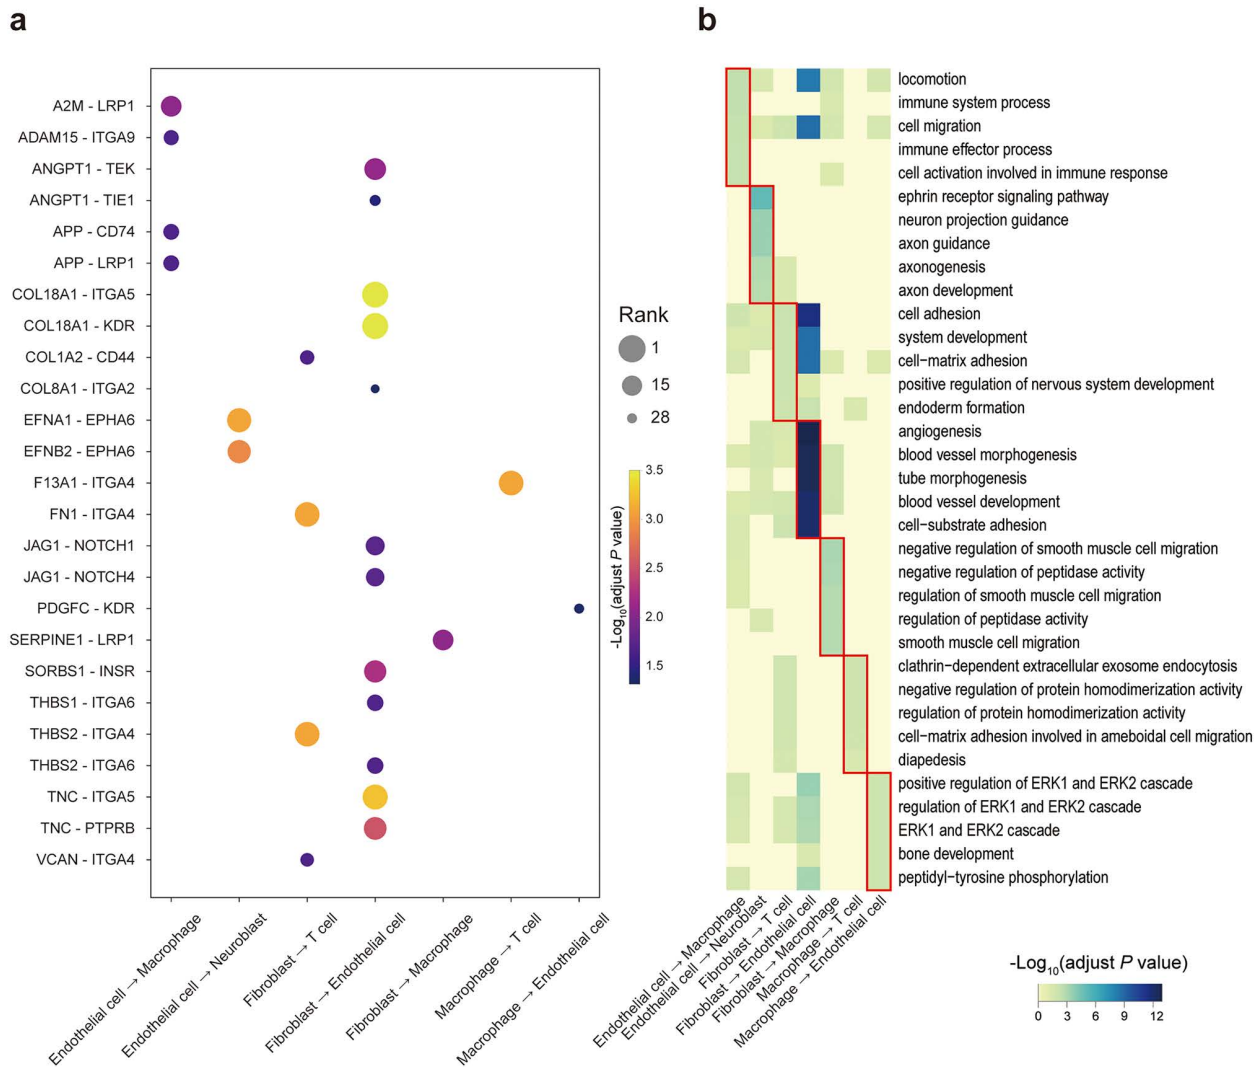 a
A2M - LRP1
ADAM15 - ITGA9
ANGPT1 - TEK
ANGPT1 - TIE1
APP - CD74
APP - LRP1
COL18A1 - ITGA5
COL18A1 - KDR
COL1A2 - CD44
COL8A1 - ITGA2
EFNA1 - EPHA6
EFNB2 - EPHA6
F13A1 - ITGA4
FN1 - ITGA4
JAG1 - NOTCH1
JAG1 - NOTCH4
PDGFC - KDR
SERPINE1 - LRP1
SORBS1 - INSR
THBS1 - ITGA6
THBS2 - ITGA4
THBS2 - ITGA6
TNC - ITGA5
TNC - PTPRB
VCAN - ITGA4
Endothelial cell → Macrophage
Endothelial cell → Neuroblast
Fibroblast → T cell
Fibroblast → Endothelial cell
Fibroblast → Macrophage
Macrophage → T cell
Macrophage → Endothelial cell
Rank
1
15
28
-Log10(adjust P value)
3.5
3.0
2.5
2.0
1.5
b
locomotion
immune system process
cell migration
immune effector process
cell activation involved in immune response
ephrin receptor signaling pathway
neuron projection guidance
axon guidance
axonogenesis
axon development
cell adhesion
system development
cell−matrix adhesion
positive regulation of nervous system development
endoderm formation
angiogenesis
blood vessel morphogenesis
tube morphogenesis
blood vessel development
cell−substrate adhesion
negative regulation of smooth muscle cell migration
negative regulation of peptidase activity
regulation of smooth muscle cell migration
regulation of peptidase activity
smooth muscle cell migration
clathrin−dependent extracellular exosome endocytosis
negative regulation of protein homodimerization activity
regulation of protein homodimerization activity
cell−matrix adhesion involved in ameboidal cell migration
diapedesis
positive regulation of ERK1 and ERK2 cascade
regulation of ERK1 and ERK2 cascade
ERK1 and ERK2 cascade
bone development
peptidyl−tyrosine phosphorylation
Endothelial cell → Macrophage
Endothelial cell → Neuroblast
Fibroblast → T cell
Fibroblast → Endothelial cell
Fibroblast → Macrophage
Macrophage → T cell
Macrophage → Endothelial cell
-Log10(adjust P value)
0 3 6 9 12